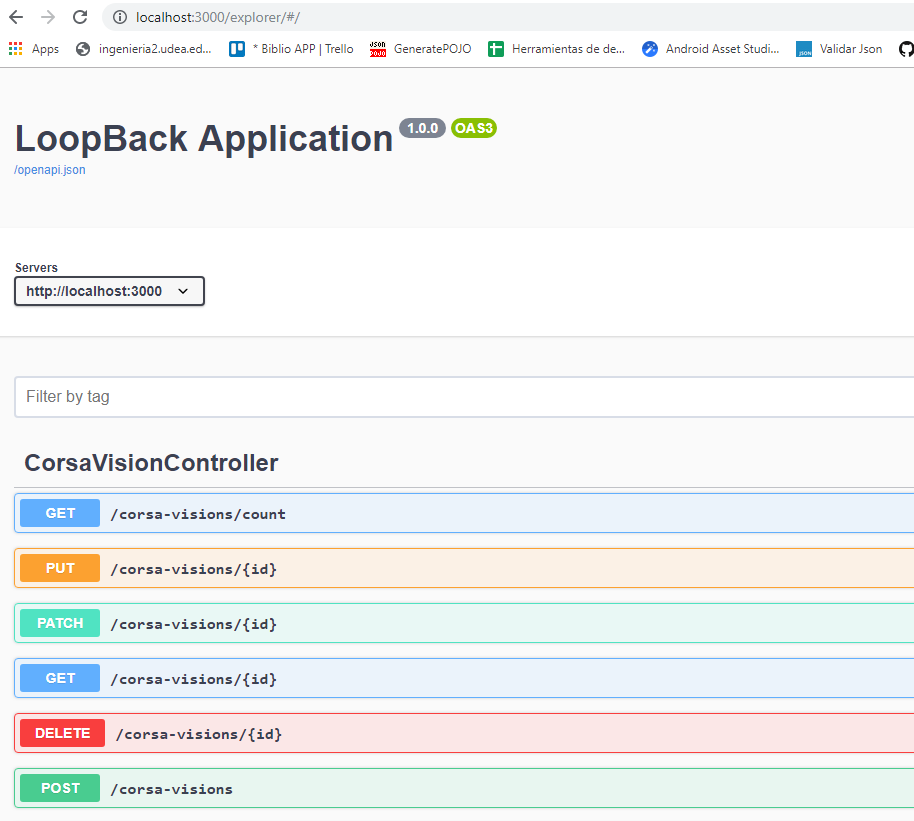 localhost:3000/explorer/#/
Apps ingenieria2.udea.ed... * Biblio APP | Trello JSON POJO GeneratePOJO Herramientas de de... Android Asset Studi... JSON Validar Json
LoopBack Application 1.0.0 OAS3
/openapi.json
Servers
http://localhost:3000
Filter by tag
CorsaVisionController
GET /corsa-visions/count
PUT /corsa-visions/{id}
PATCH /corsa-visions/{id}
GET /corsa-visions/{id}
DELETE /corsa-visions/{id}
POST /corsa-visions